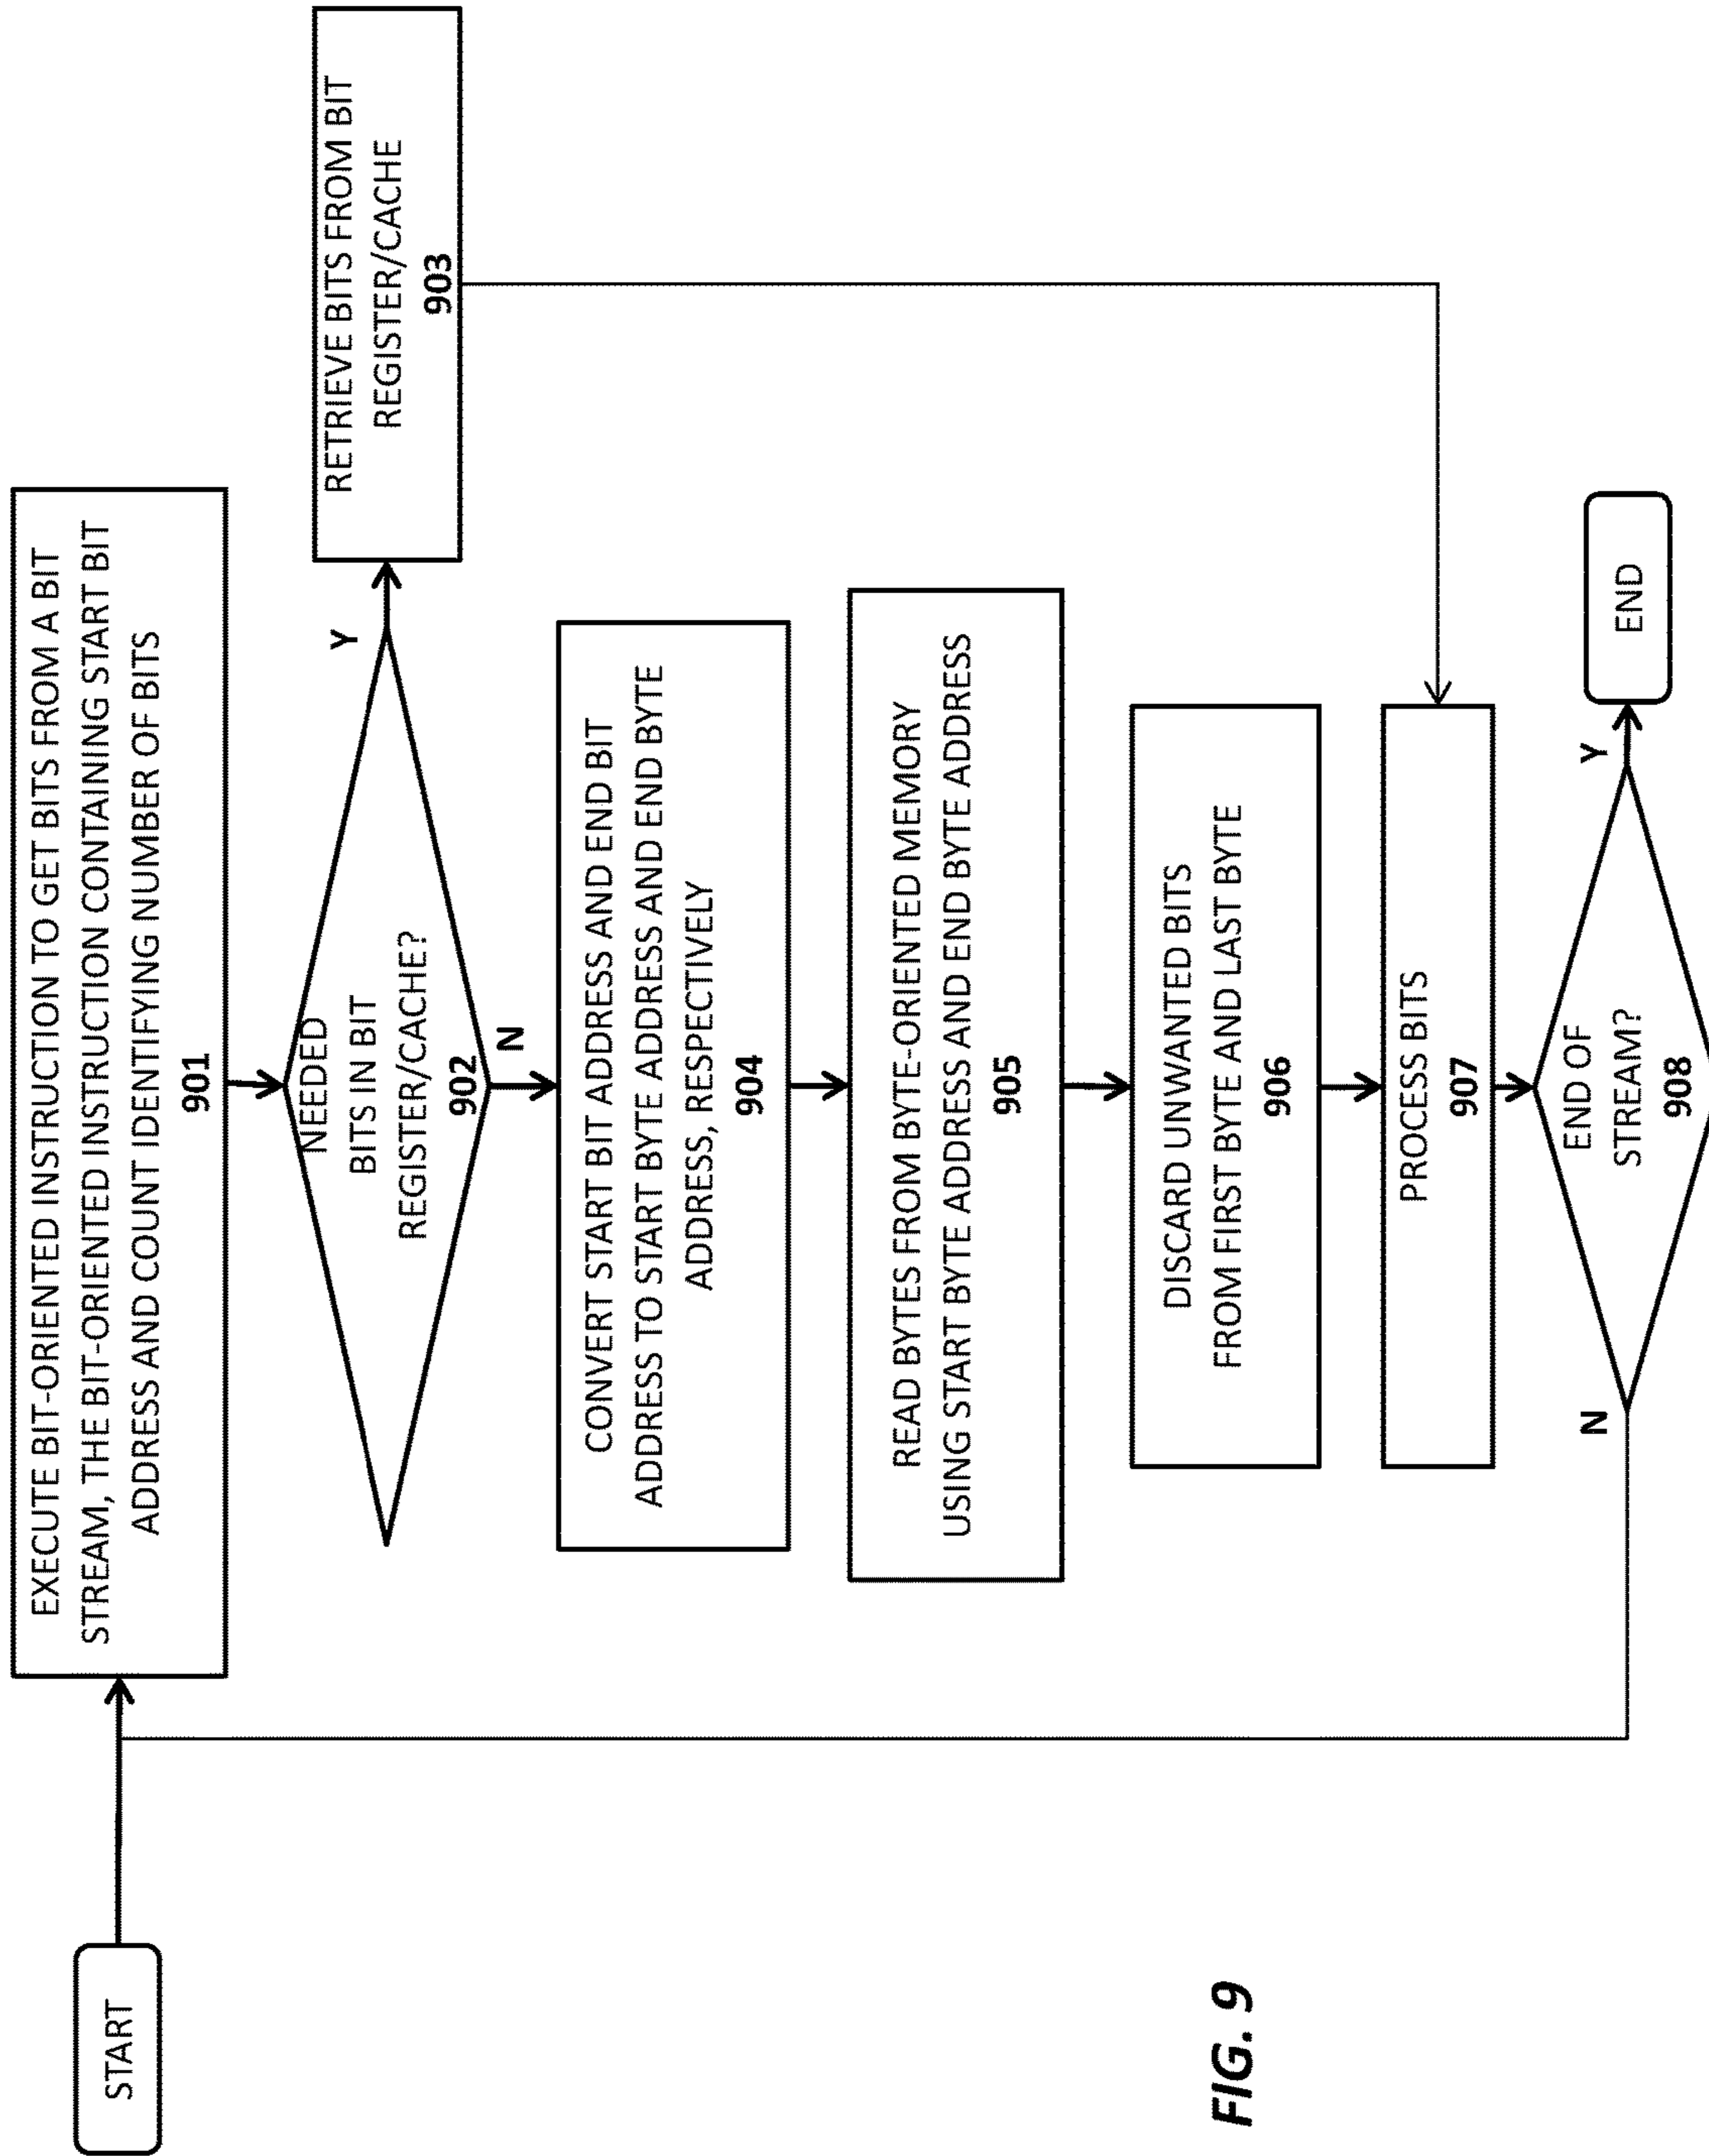 START
EXECUTE BIT-ORIENTED INSTRUCTION TO GET BITS FROM A BIT
STREAM, THE BIT-ORIENTED INSTRUCTION CONTAINING START BIT
ADDRESS AND COUNT IDENTIFYING NUMBER OF BITS
901
NEEDED
BITS IN BIT
REGISTER/CACHE?
902
Y
N
RETRIEVE BITS FROM BIT
REGISTER/CACHE
903
CONVERT START BIT ADDRESS AND END BIT
ADDRESS TO START BYTE ADDRESS AND END BYTE
ADDRESS, RESPECTIVELY
904
READ BYTES FROM BYTE-ORIENTED MEMORY
USING START BYTE ADDRESS AND END BYTE ADDRESS
905
DISCARD UNWANTED BITS
FROM FIRST BYTE AND LAST BYTE
906
PROCESS BITS
907
END OF
STREAM?
908
N
Y
END
FIG. 9